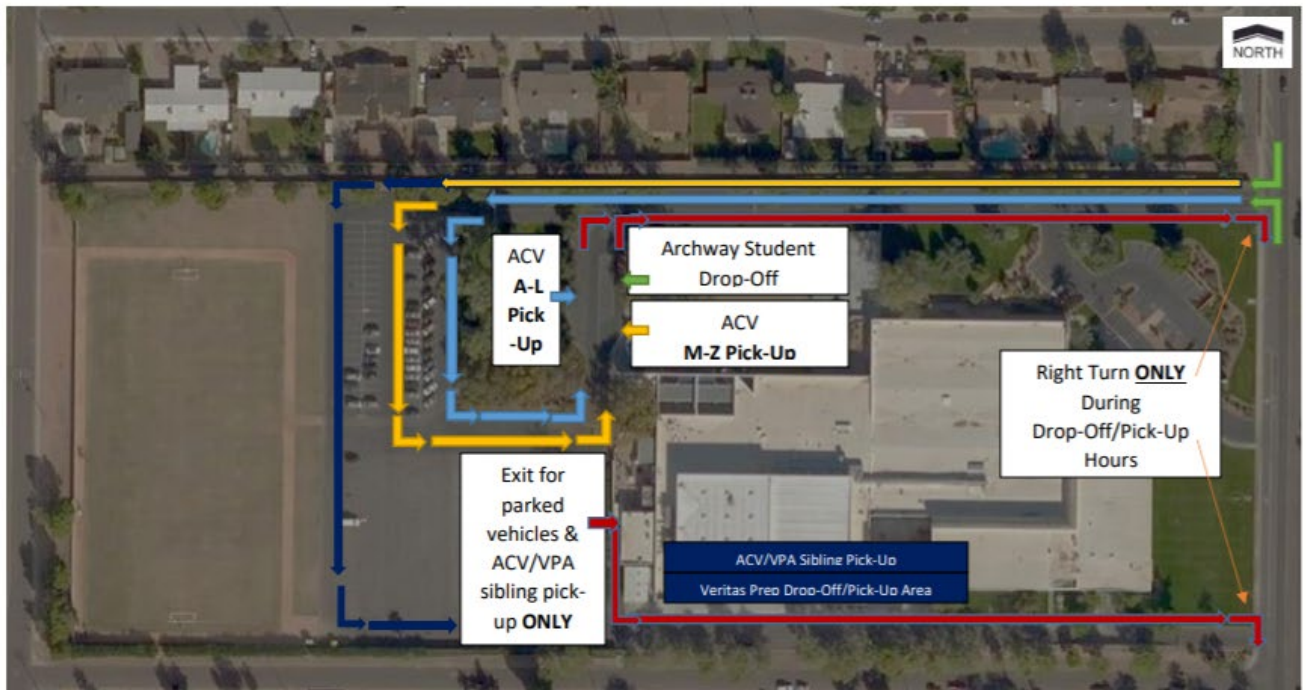 NORTH
ACV
A-L
Pick
-Up
Archway Student
Drop-Off
ACV
M-Z Pick-Up
Right Turn ONLY
During
Drop-Off/Pick-Up
Hours
Exit for
parked
vehicles &
ACV/VPA
sibling pick-
up ONLY
ACV/VPA Sibling Pick-Up
Veritas Prep Drop-Off/Pick-Up Area